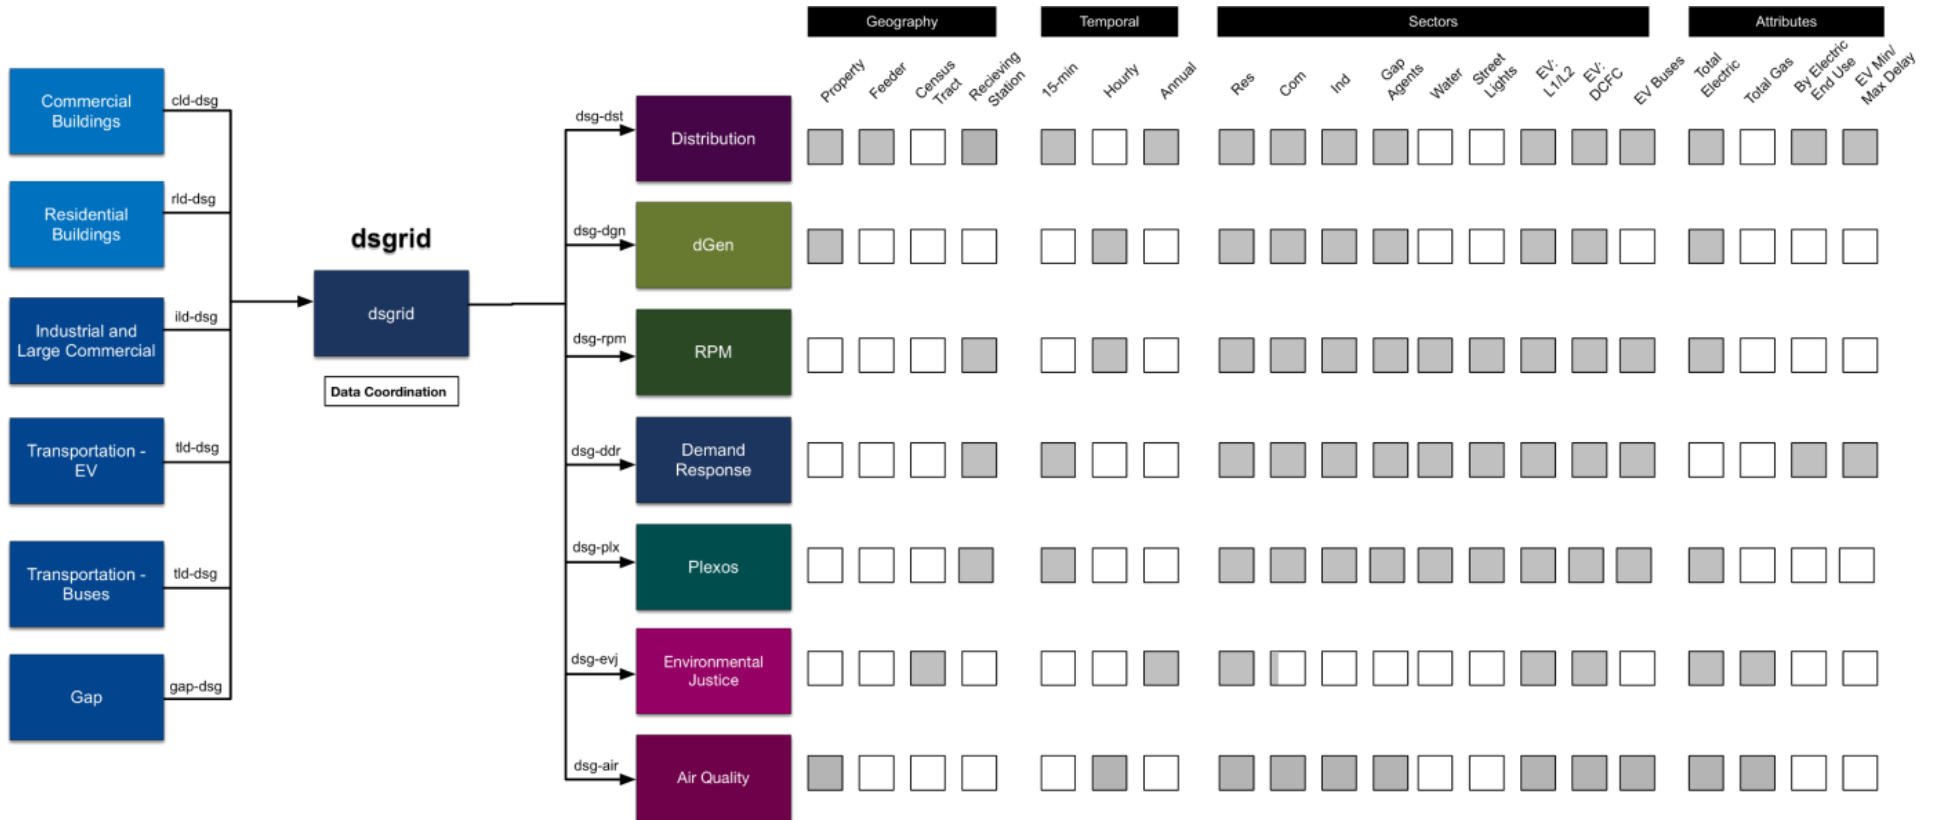 Geography
Temporal
Sectors
Attributes
Property
Feeder
Census
Tract
Recieving
Station
15-min
Hourly
Annual
Res
Com
Ind
Gap
Agents
Water
Street
Lights
EV:
L1/L2
EV:
DCFC
EV Buses
Total
Electric
Total Gas
By Electric
End Use
EV Min/
Max Delay
Commercial
Buildings
cld-dsg
Residential
Buildings
rld-dsg
Industrial and
Large Commercial
ild-dsg
Transportation -
EV
tld-dsg
Transportation -
Buses
tld-dsg
Gap
gap-dsg
dsgrid
dsgrid
Data Coordination
dsg-dst
Distribution
dsg-dgn
dGen
dsg-rpm
RPM
dsg-ddr
Demand
Response
dsg-plx
Plexos
dsg-evj
Environmental
Justice
dsg-air
Air Quality